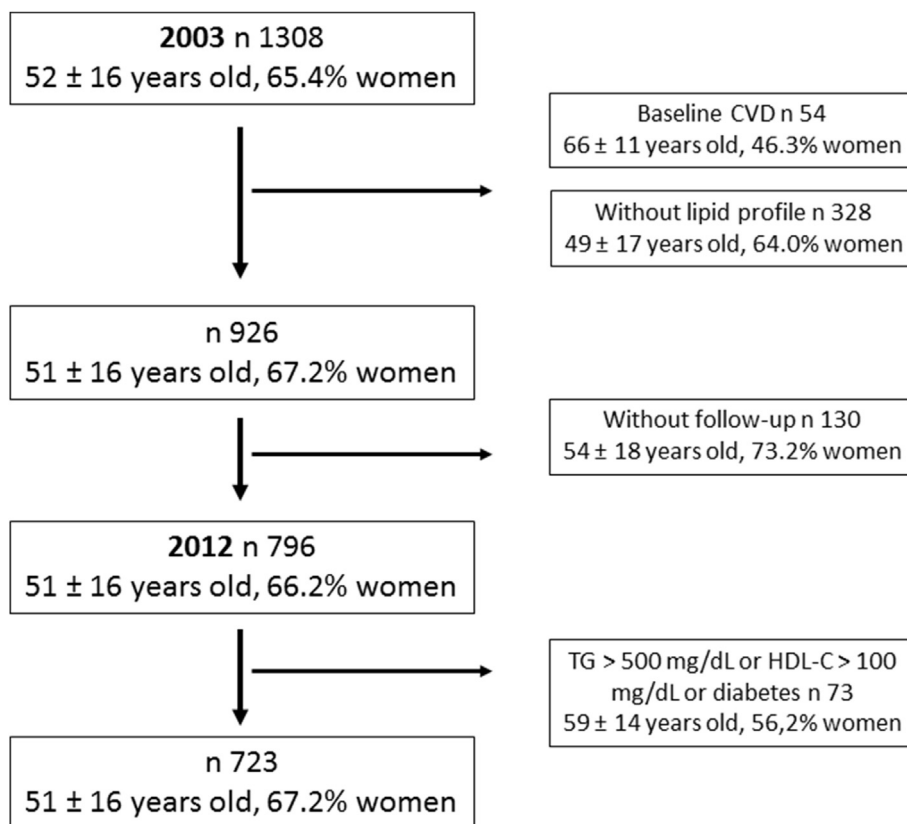 2003 n 1308
52 ± 16 years old, 65.4% women
Baseline CVD n 54
66 ± 11 years old, 46.3% women
Without lipid profile n 328
49 ± 17 years old, 64.0% women
n 926
51 ± 16 years old, 67.2% women
Without follow-up n 130
54 ± 18 years old, 73.2% women
2012 n 796
51 ± 16 years old, 66.2% women
TG > 500 mg/dL or HDL-C > 100
mg/dL or diabetes n 73
59 ± 14 years old, 56,2% women
n 723
51 ± 16 years old, 67.2% women